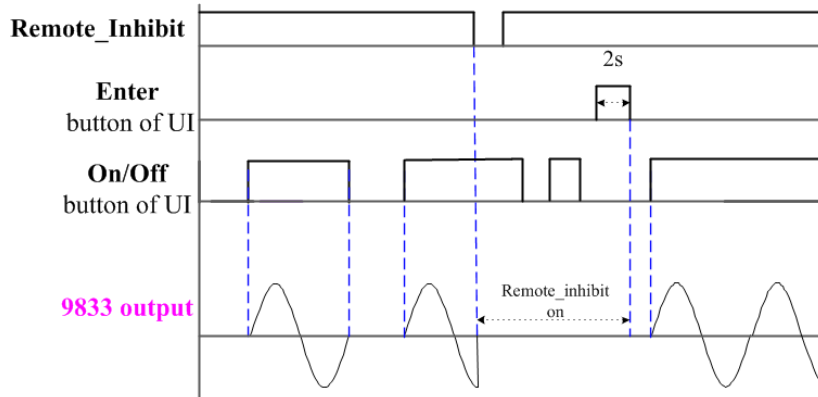 Remote_Inhibit
2s
Enter
button of UI
On/Off
button of UI
Remote_inhibit
on
9833 output